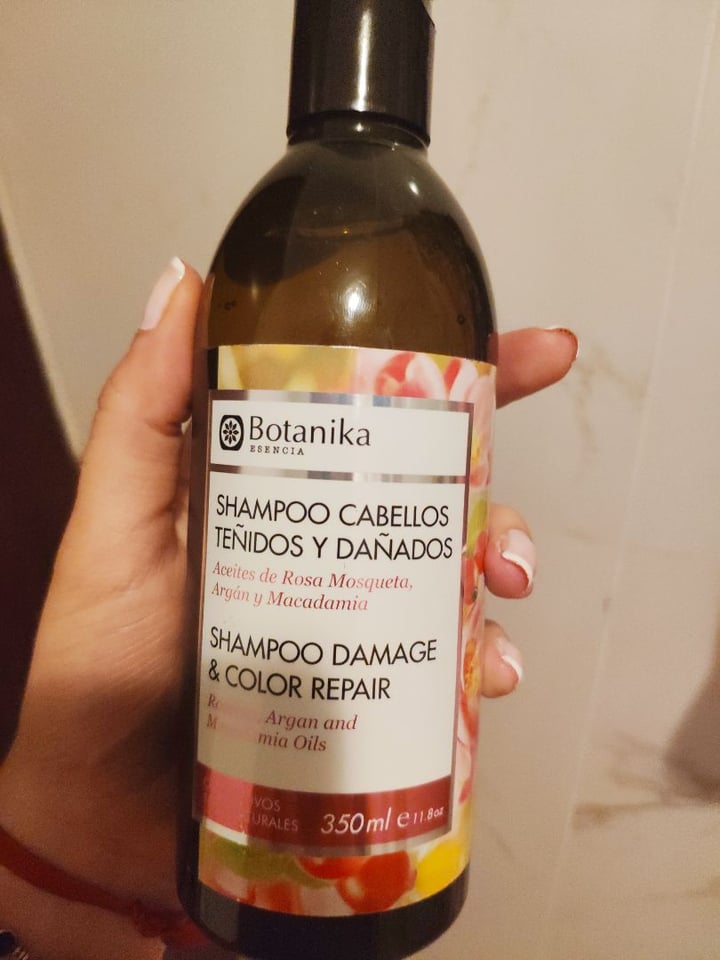 Botanika
ESENCIA
SHAMPOO CABELLOS
TEÑIDOS Y DAÑADOS
Aceites de Rosa Mosqueta,
Argán y Macadamia
SHAMPOO DAMAGE
& COLOR REPAIR
Argan and
Oils
350ml e 11.8oz